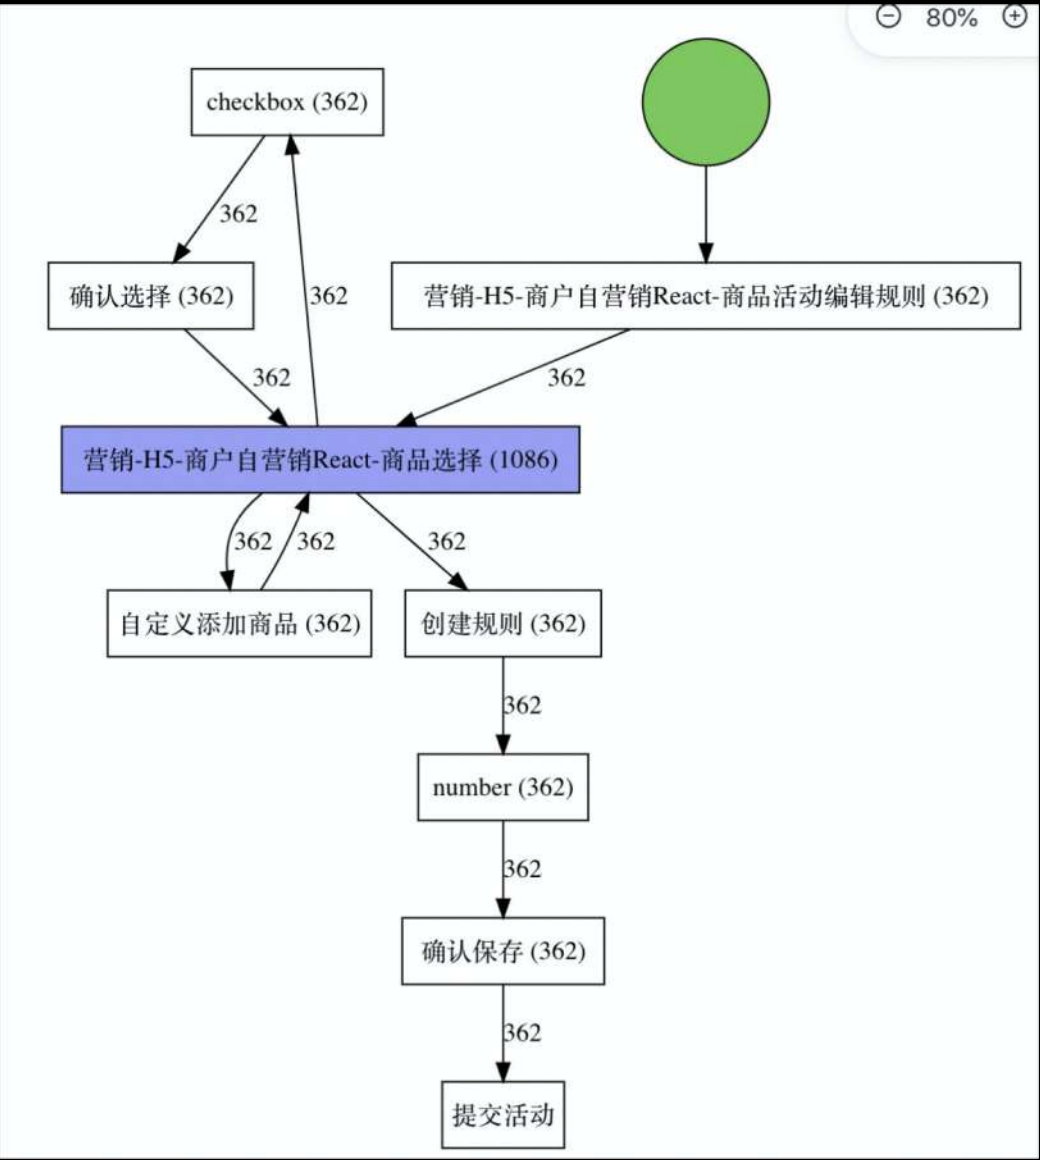 80%
checkbox (362)
362
确认选择 (362)
362
营销-H5-商户自营销React-商品活动编辑规则 (362)
362
362
营销-H5-商户自营销React-商品选择 (1086)
362
362
362
自定义添加商品 (362)
创建规则 (362)
362
number (362)
362
确认保存 (362)
362
提交活动